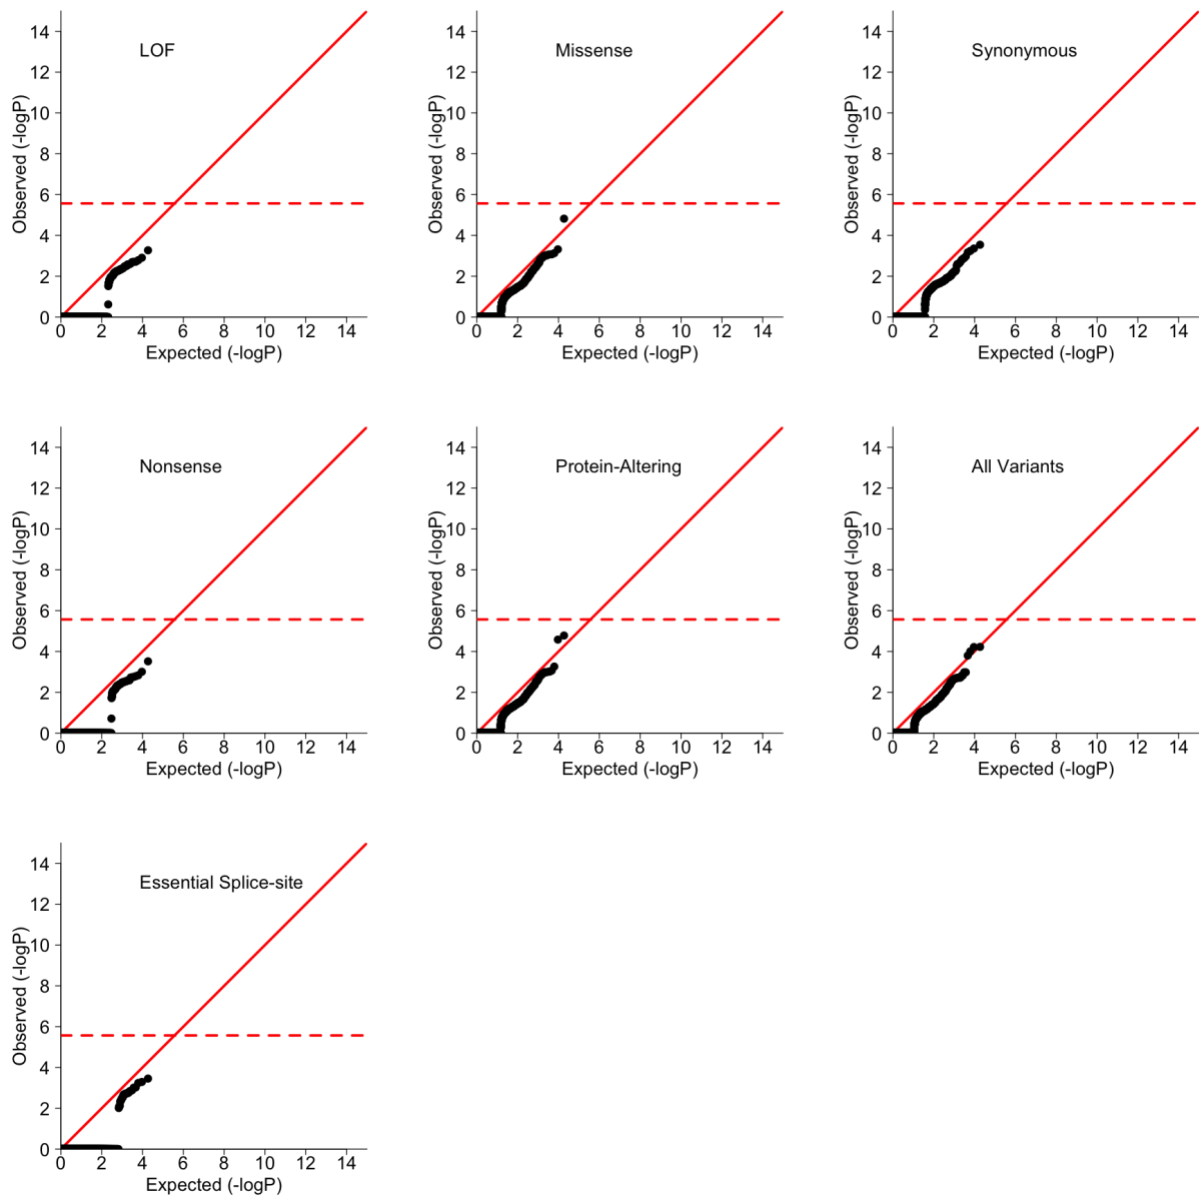 LOF
Observed (-logP)
14
12
10
8
6
4
2
0
0 2 4 6 8 10 12 14
Expected (-logP)
Missense
Observed (-logP)
14
12
10
8
6
4
2
0
0 2 4 6 8 10 12 14
Expected (-logP)
Synonymous
Observed (-logP)
14
12
10
8
6
4
2
0
0 2 4 6 8 10 12 14
Expected (-logP)
Nonsense
Observed (-logP)
14
12
10
8
6
4
2
0
0 2 4 6 8 10 12 14
Expected (-logP)
Protein-Altering
Observed (-logP)
14
12
10
8
6
4
2
0
0 2 4 6 8 10 12 14
Expected (-logP)
All Variants
Observed (-logP)
14
12
10
8
6
4
2
0
0 2 4 6 8 10 12 14
Expected (-logP)
Essential Splice-site
Observed (-logP)
14
12
10
8
6
4
2
0
0 2 4 6 8 10 12 14
Expected (-logP)